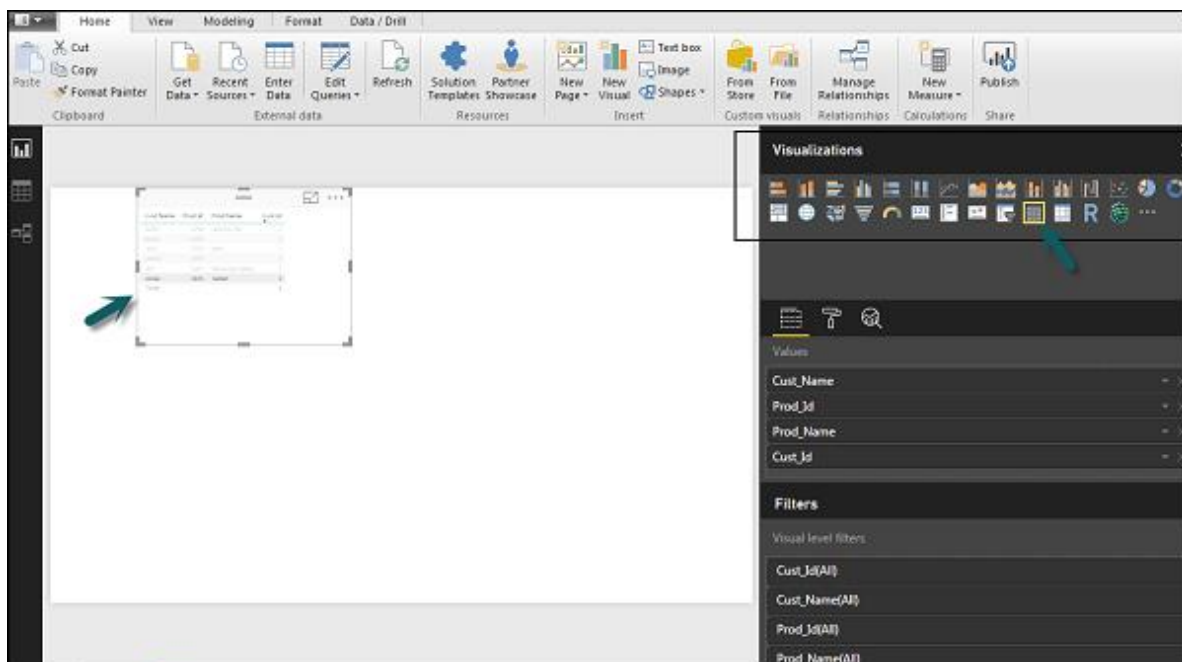 Home View Modeling Format Data / Drill
Paste
Cut
Copy
Format Painter
Clipboard
Get Data
Recent Sources
Enter Data
Edit Queries
Refresh
External data
Solution Templates
Partner Showcase
Resources
New Page
New Visual
Text box
Image
Shapes
Insert
From Store
From File
Custom visuals
Manage Relationships
Relationships
New Measure
Calculations
Publish
Share
Visualizations
123
R
Values
Cust_Name
Prod_Id
Prod_Name
Cust_Id
Filters
Visual level filters
Cust_Id(All)
Cust_Name(All)
Prod_Id(All)
Prod_Name(All)